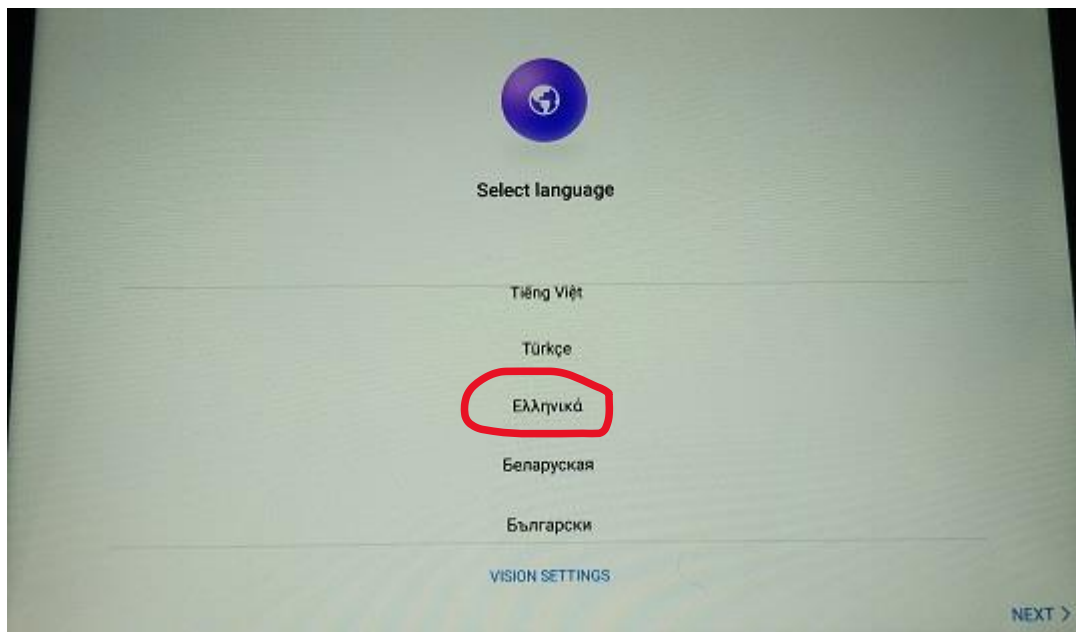 Select language
Tiếng Việt
Türkçe
Ελληνικά
Беларуская
Български
VISION SETTINGS
NEXT >